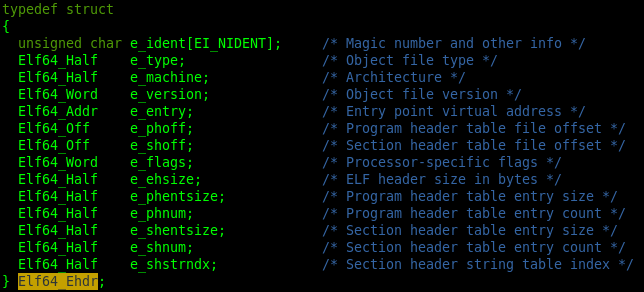 typedef struct
{
  unsigned char e_ident[EI_NIDENT];     /* Magic number and other info */
  Elf64_Half    e_type;                 /* Object file type */
  Elf64_Half    e_machine;              /* Architecture */
  Elf64_Word    e_version;              /* Object file version */
  Elf64_Addr    e_entry;                /* Entry point virtual address */
  Elf64_Off     e_phoff;                /* Program header table file offset */
  Elf64_Off     e_shoff;                /* Section header table file offset */
  Elf64_Word    e_flags;                /* Processor-specific flags */
  Elf64_Half    e_ehsize;               /* ELF header size in bytes */
  Elf64_Half    e_phentsize;            /* Program header table entry size */
  Elf64_Half    e_phnum;                /* Program header table entry count */
  Elf64_Half    e_shentsize;            /* Section header table entry size */
  Elf64_Half    e_shnum;                /* Section header table entry count */
  Elf64_Half    e_shstrndx;             /* Section header string table index */
} Elf64_Ehdr;